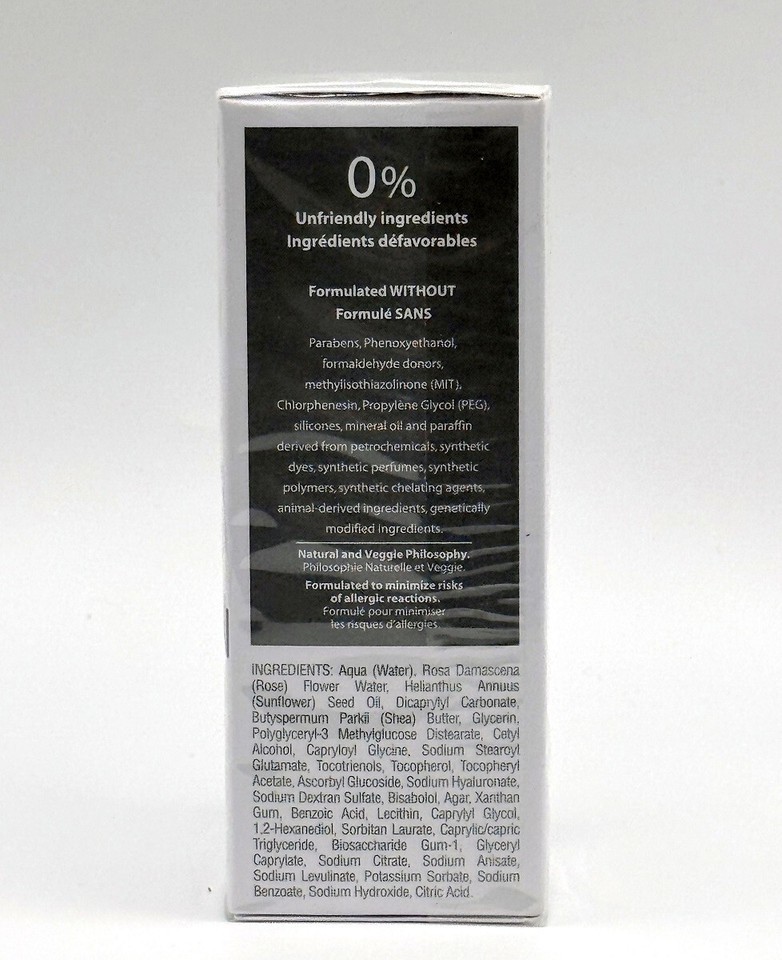 0%
Unfriendly ingredients
Ingrédients défavorables
Formulated WITHOUT
Formulé SANS
Parabens, Phenoxyethanol,
formaldehyde donors,
methylisothiazolinone (MIT),
Chlorphenesin, Propylène Glycol (PEG),
silicones, mineral oil and paraffin
derived from petrochemicals, synthetic
dyes, synthetic perfumes, synthetic
polymers, synthetic chelating agents,
animal-derived ingredients, genetically
modified ingredients.
Natural and Veggie Philosophy.
Philosophie Naturelle et Veggie.
Formulated to minimize risks
of allergic reactions.
Formulé pour minimiser
les risques d'allergies.
INGREDIENTS: Aqua (Water), Rosa Damascena
(Rose) Flower Water, Helianthus Annuus
(Sunflower) Seed Oil, Dicaprylyl Carbonate,
Butyspermum Parkii (Shea) Butter, Glycerin,
Polyglyceryl-3 Methylglucose Distearate, Cetyl
Alcohol, Capryloyl Glycine, Sodium Stearoyl
Glutamate, Tocotrienols, Tocopherol, Tocopheryl
Acetate, Ascorbyl Glucoside, Sodium Hyaluronate,
Sodium Dextran Sulfate, Bisabolol, Agar, Xanthan
Gum, Benzoic Acid, Lecithin, Caprylyl Glycol,
1,2-Hexanediol, Sorbitan Laurate, Caprylic/capric
Triglyceride, Biosaccharide Gum-1, Glyceryl
Caprylate, Sodium Citrate, Sodium Anisate,
Sodium Levulinate, Potassium Sorbate, Sodium
Benzoate, Sodium Hydroxide, Citric Acid.